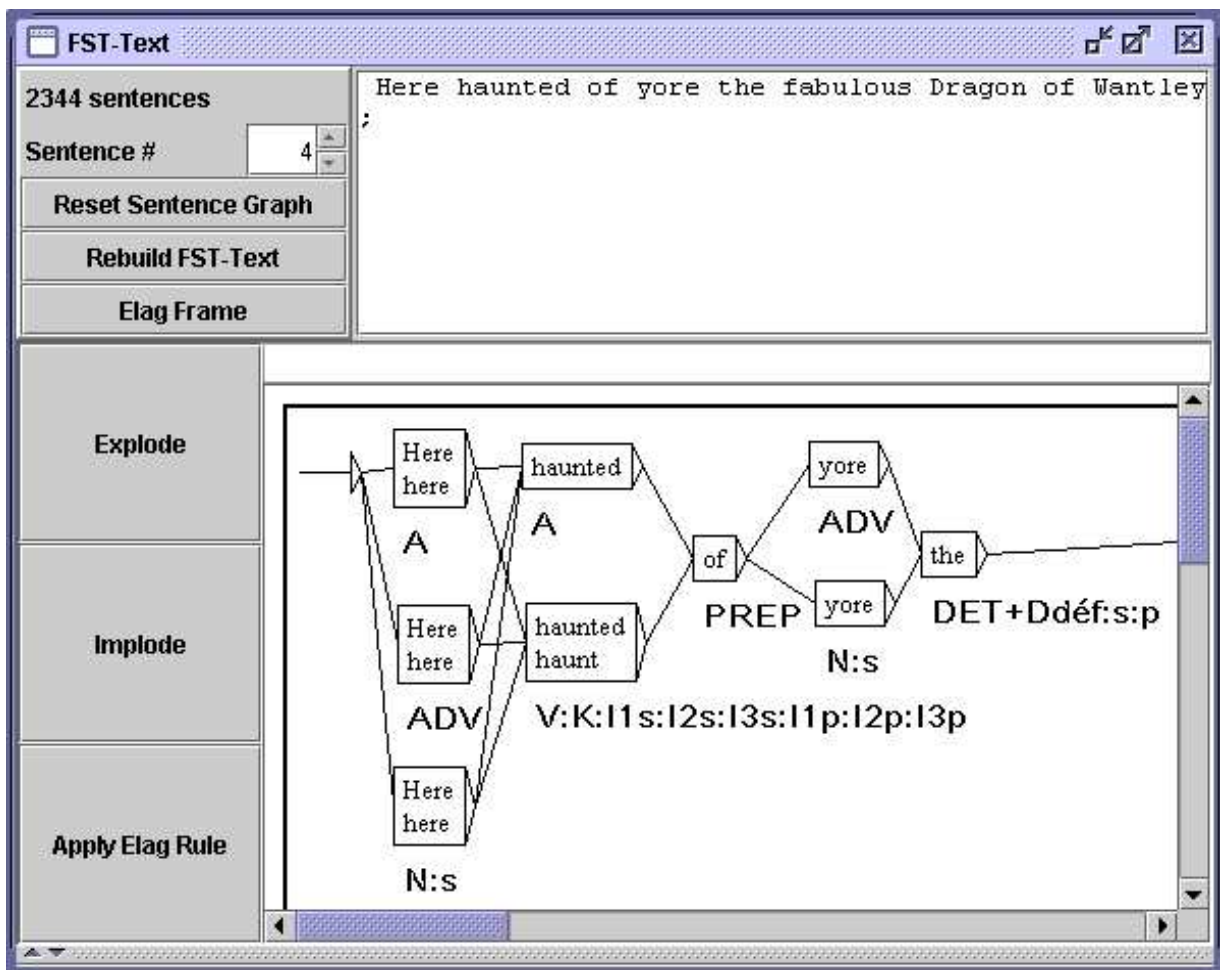 FST-Text
2344 sentences
Sentence #
4
Reset Sentence Graph
Rebuild FST-Text
Elag Frame
Here haunted of yore the fabulous Dragon of Wantley
;
Explode
Implode
Apply Elag Rule
Here
here
A
Here
here
ADV
Here
here
N:s
haunted
A
haunted
haunt
V:K:I1s:I2s:I3s:I1p:I2p:I3p
of
PREP
yore
ADV
yore
N:s
the
DET+Ddéf:s:p